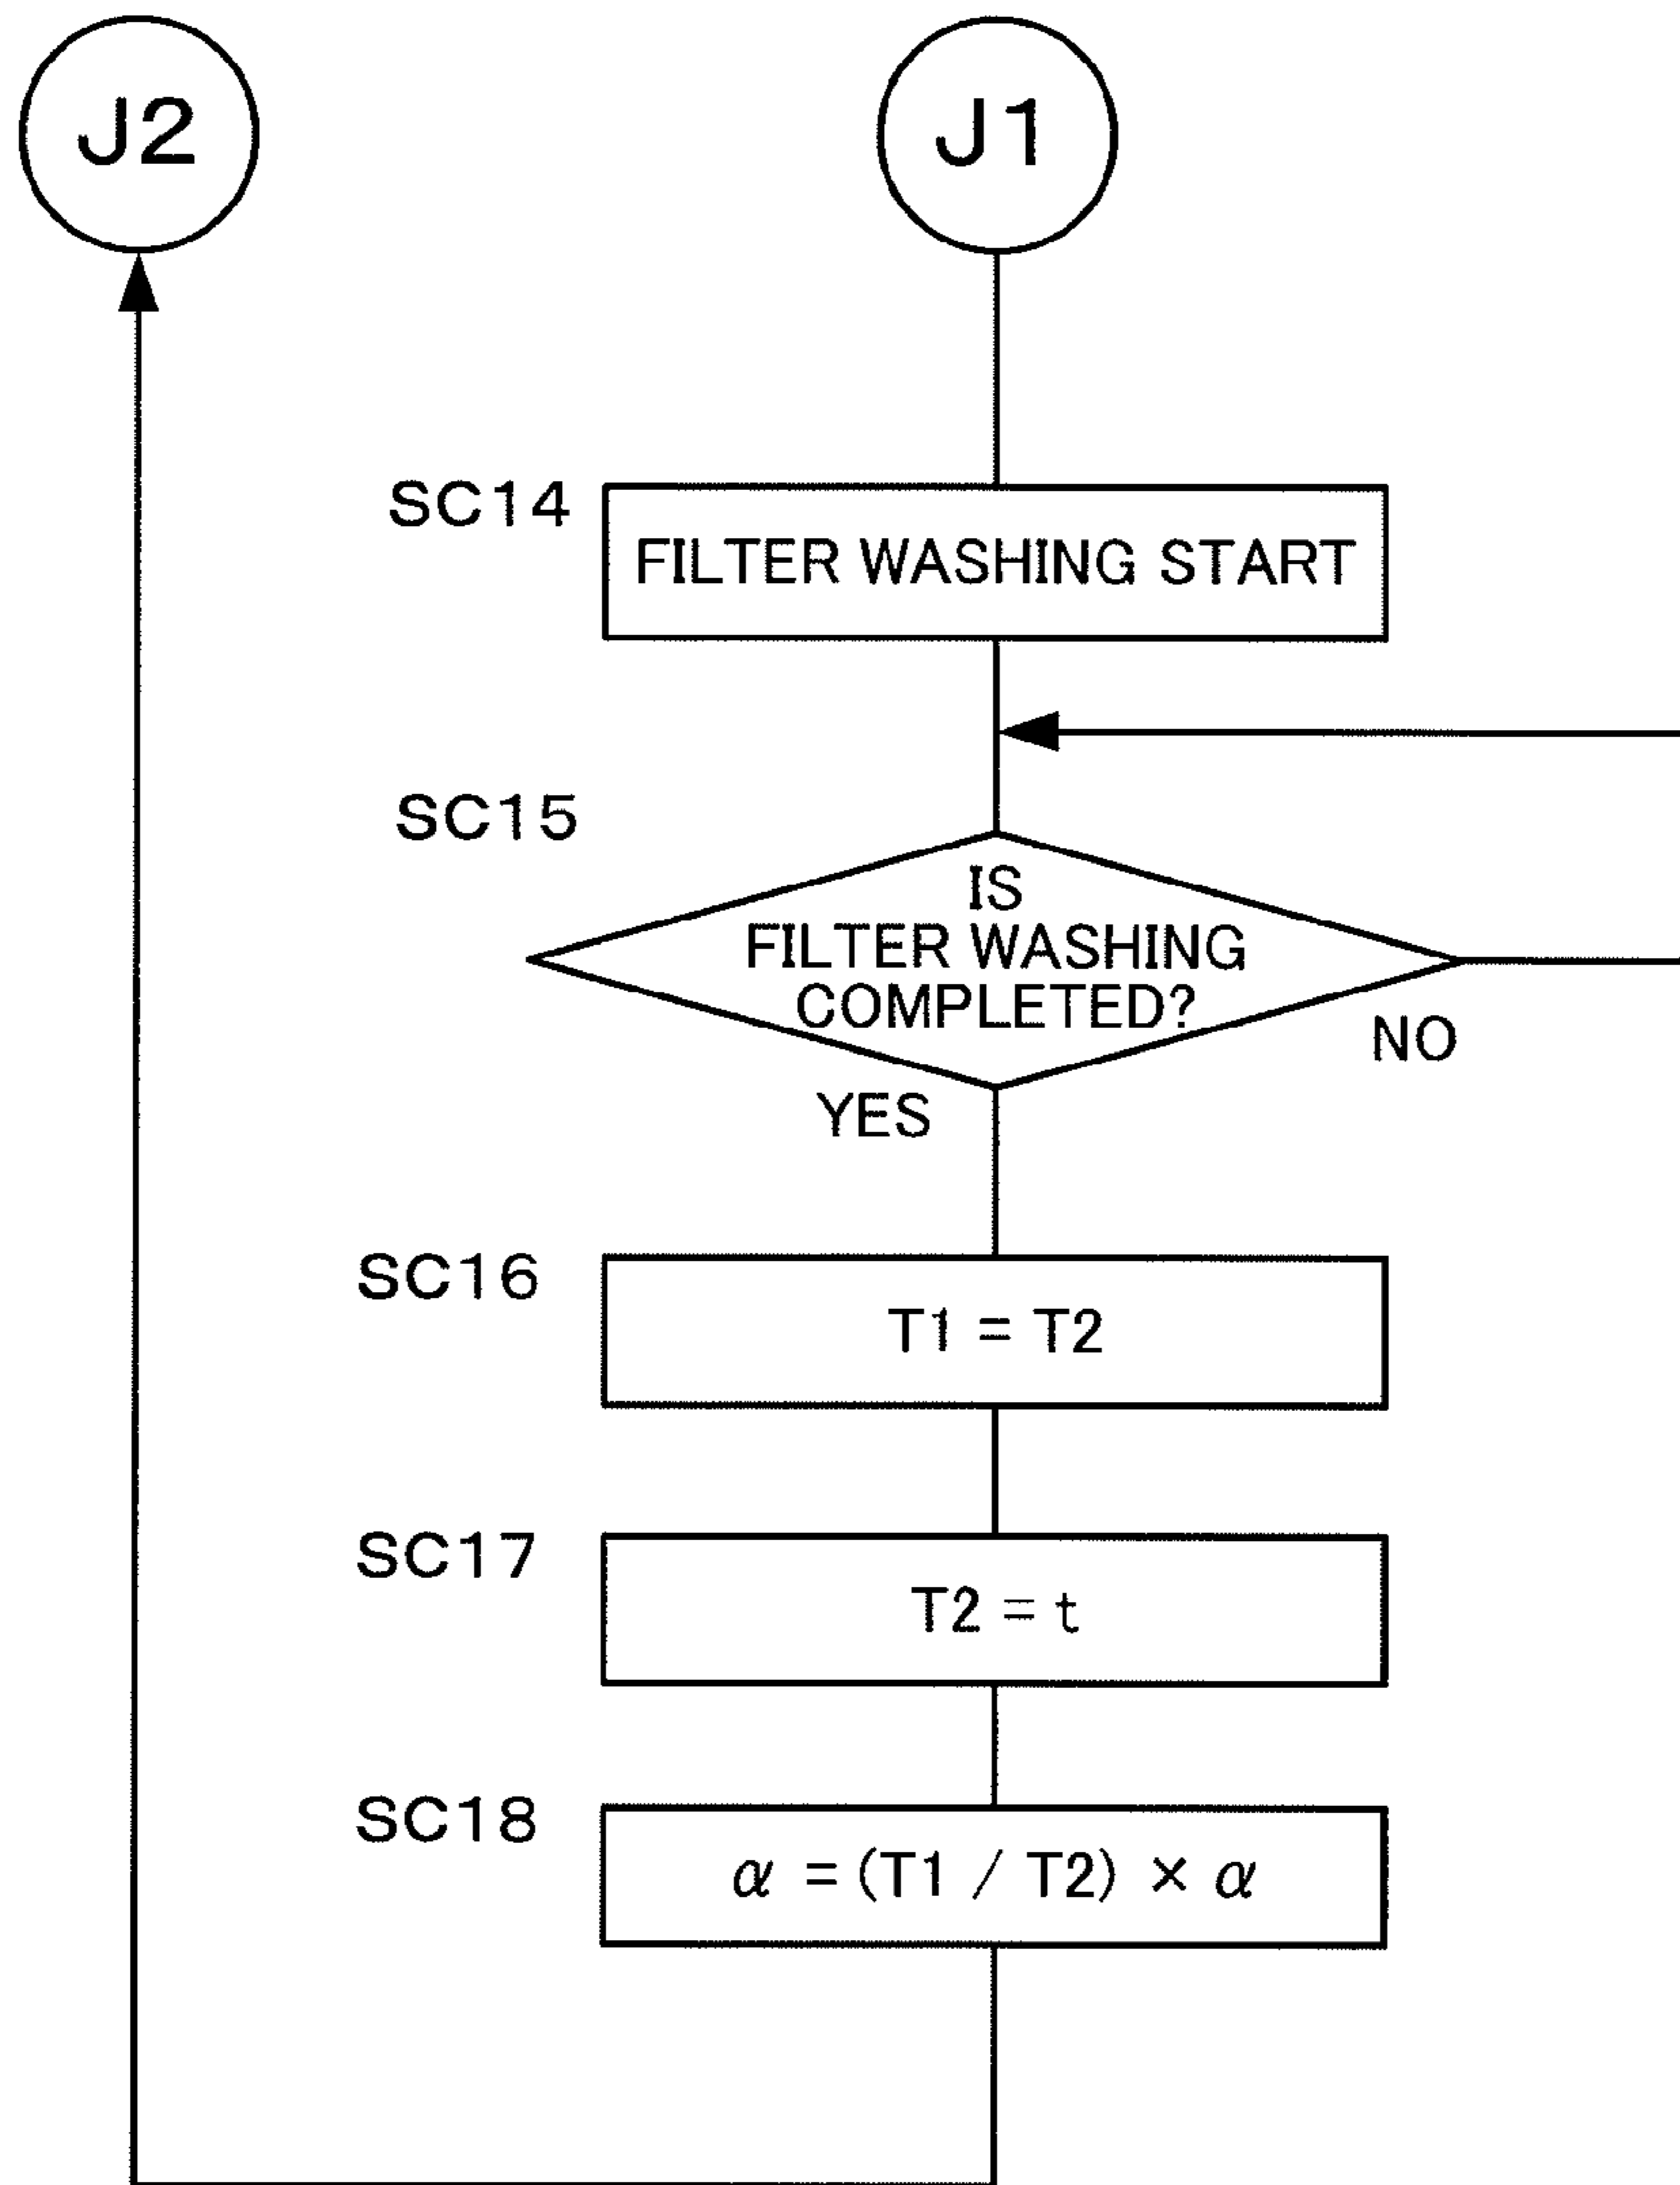 J2
J1
SC14
FILTER WASHING START
SC15
IS
FILTER WASHING
COMPLETED?
NO
YES
SC16
T1 = T2
SC17
T2 = t
SC18
α = (T1 / T2) × α